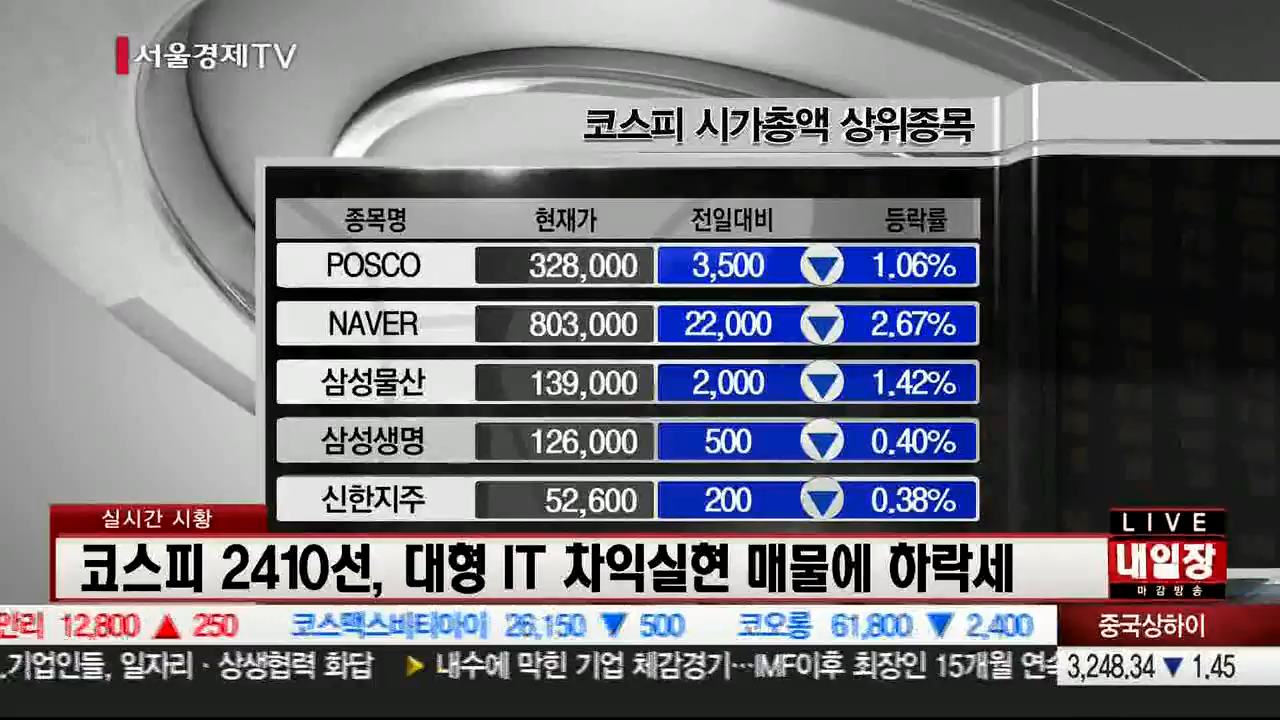 서울경제TV
코스피 시가총액 상위종목
종목명 현재가 전일대비 등락률
POSCO 328,000 3,500 ▼ 1.06%
NAVER 803,000 22,000 ▼ 2.67%
삼성물산 139,000 2,000 ▼ 1.42%
삼성생명 126,000 500 ▼ 0.40%
신한지주 52,600 200 ▼ 0.38%
실시간 시황
코스피 2410선, 대형 IT 차익실현 매물에 하락세
LIVE
내일장
마감방송
12,800 ▲ 250 코스맥스비티아이 26,150 ▼ 500 코오롱 61,800 ▼ 2,400
중국상하이
..기업인들, 일자리·상생협력 화답 ▶ 내수에 막힌 기업 체감경기…IMF이후 최장인 15개월 연속
3,248.34 ▼ 1.45